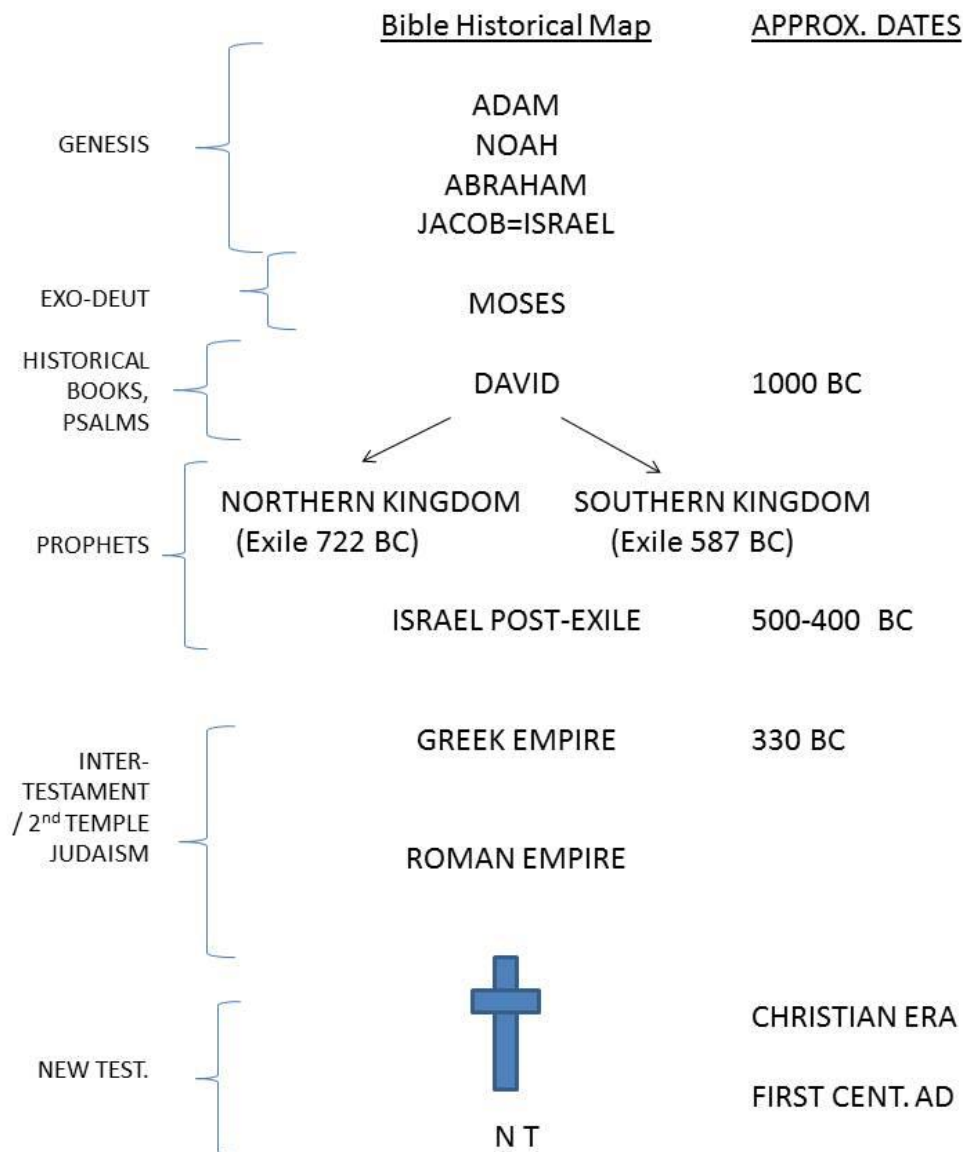 Bible Historical Map APPROX. DATES
ADAM
GENESIS NOAH
ABRAHAM
JACOB=ISRAEL
EXO-DEUT MOSES
HISTORICAL
BOOKS, DAVID 1000 BC
PSALMS
NORTHERN KINGDOM SOUTHERN KINGDOM
PROPHETS (Exile 722 BC) (Exile 587 BC)
ISRAEL POST-EXILE 500-400 BC
GREEK EMPIRE 330 BC
INTER-
TESTAMENT
/ 2nd TEMPLE
JUDAISM ROMAN EMPIRE
CHRISTIAN ERA
NEW TEST.
FIRST CENT. AD
N T